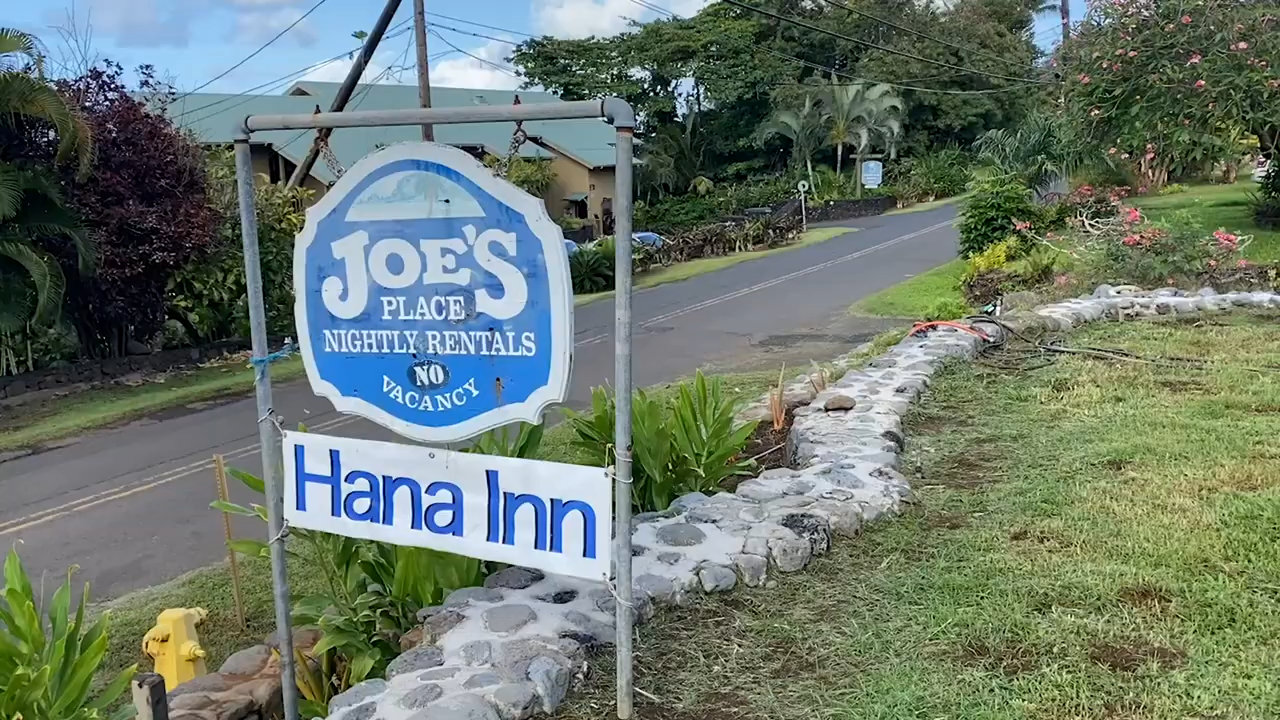 JOE'S
PLACE
NIGHTLY RENTALS
NO
VACANCY
Hana Inn